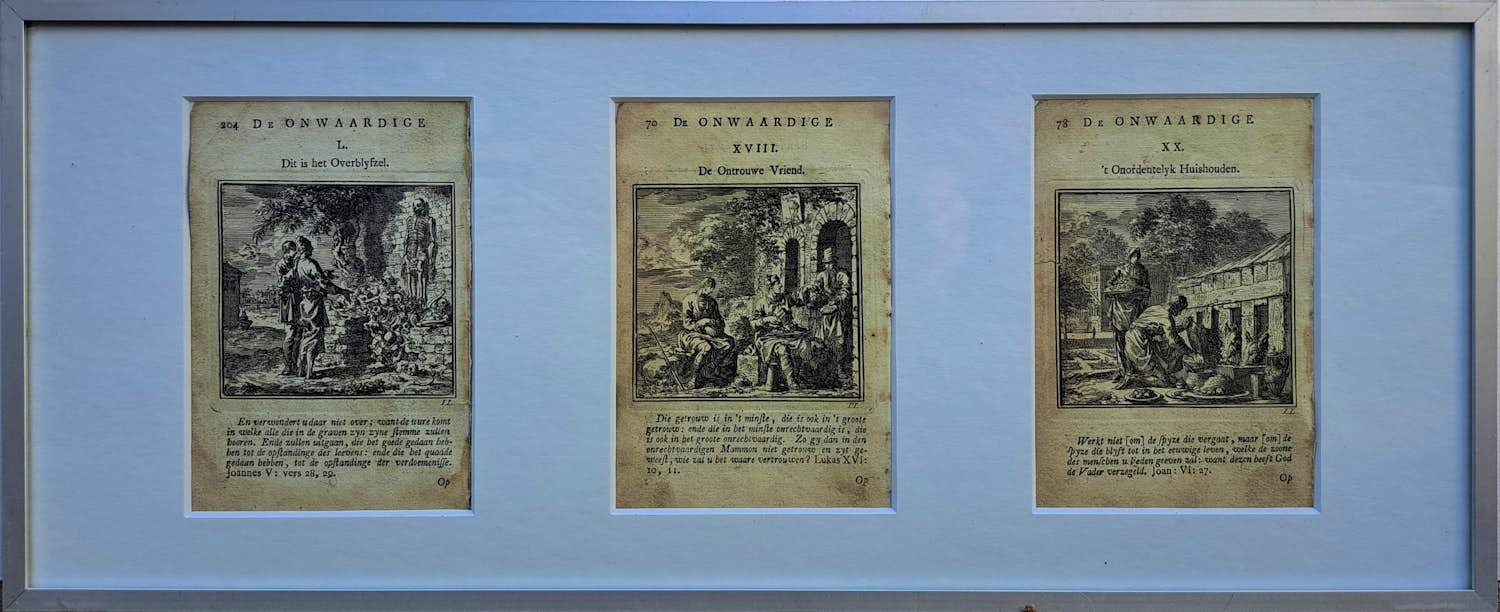 204 DE ONWAARDIGE
L.
Dit is het Overblyfzel.
I.L.
En verwondert u daar niet over; want de uure komt
in welke alle die in de graven zyn zyne ſtemme zullen
hooren. Ende zullen uitgaan, die het goede gedaan heb-
ben tot de opſtandinge des leevens: ende die het quaade
gedaan hebben, tot de opſtandinge der verdoemeniſſe.
Joannes V: vers 28, 29.
Op
70 DE ONWAARDIGE
XVIII.
De Ontrouwe Vriend.
I.L.
Die getrouw is in 't minſte, die is ook in 't groote
getrouw: ende die in het minſte onrechtvaardig is, die
is ook in het groote onrechtvaardig. Zo gy dan in den
onrechtvaardigen Mammon niet getrouw en zyt ge-
weeſt, wie zal u het waare vertrouwen? Lukas XVI:
10, 11.
Op
78 DE ONWAARDIGE
XX.
't Onordentelyk Huishouden.
I.L.
Werkt niet [om] de ſpyze die vergaat, maar [om] de
ſpyze die blyft tot in het eeuwige leven, welke de zoone
des menſchen u lieden geeven zal: want dezen heeft God
de Vader verzegeld. Joan: VI: 27.
Op